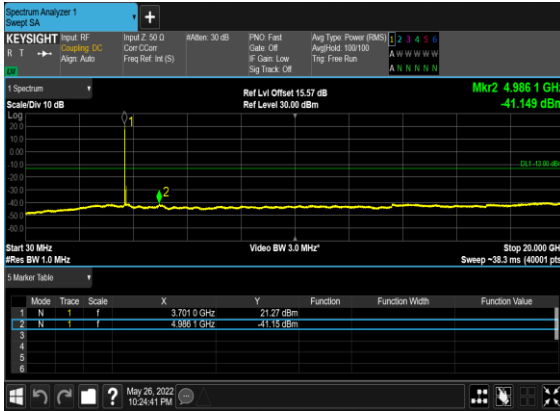 Spectrum Analyzer 1
Swept SA
+
KEYSIGHT
R T
Input: RF
Coupling: DC
Align: Auto
Input Z: 50 Ω
Corr CCorr
Freq Ref: Int (S)
#Atten: 30 dB
PNO: Fast
Gate: Off
IF Gain: Low
Sig Track: Off
Avg Type: Power (RMS)
Avg|Hold: 100/100
Trig: Free Run
1 2 3 4 5 6
A W W W W W
A N N N N N
1 Spectrum
Scale/Div 10 dB
Ref Lvl Offset 15.57 dB
Ref Level 30.00 dBm
Mkr2 4.986 1 GHz
-41.149 dBm
Log
20.0
10.0
0.00
-10.0
-20.0
-30.0
-40.0
-50.0
-60.0
1
2
DL1 -13.00 dBm
Start 30 MHz
#Res BW 1.0 MHz
Video BW 3.0 MHz*
Stop 20.000 GH
Sweep ~38.3 ms (40001 pts
5 Marker Table
Mode Trace Scale X Y Function Function Width Function Value
1 N 1 f 3.701 0 GHz 21.27 dBm
2 N 1 f 4.986 1 GHz -41.15 dBm
3
4
5
6
?
May 26, 2022
10:24:41 PM